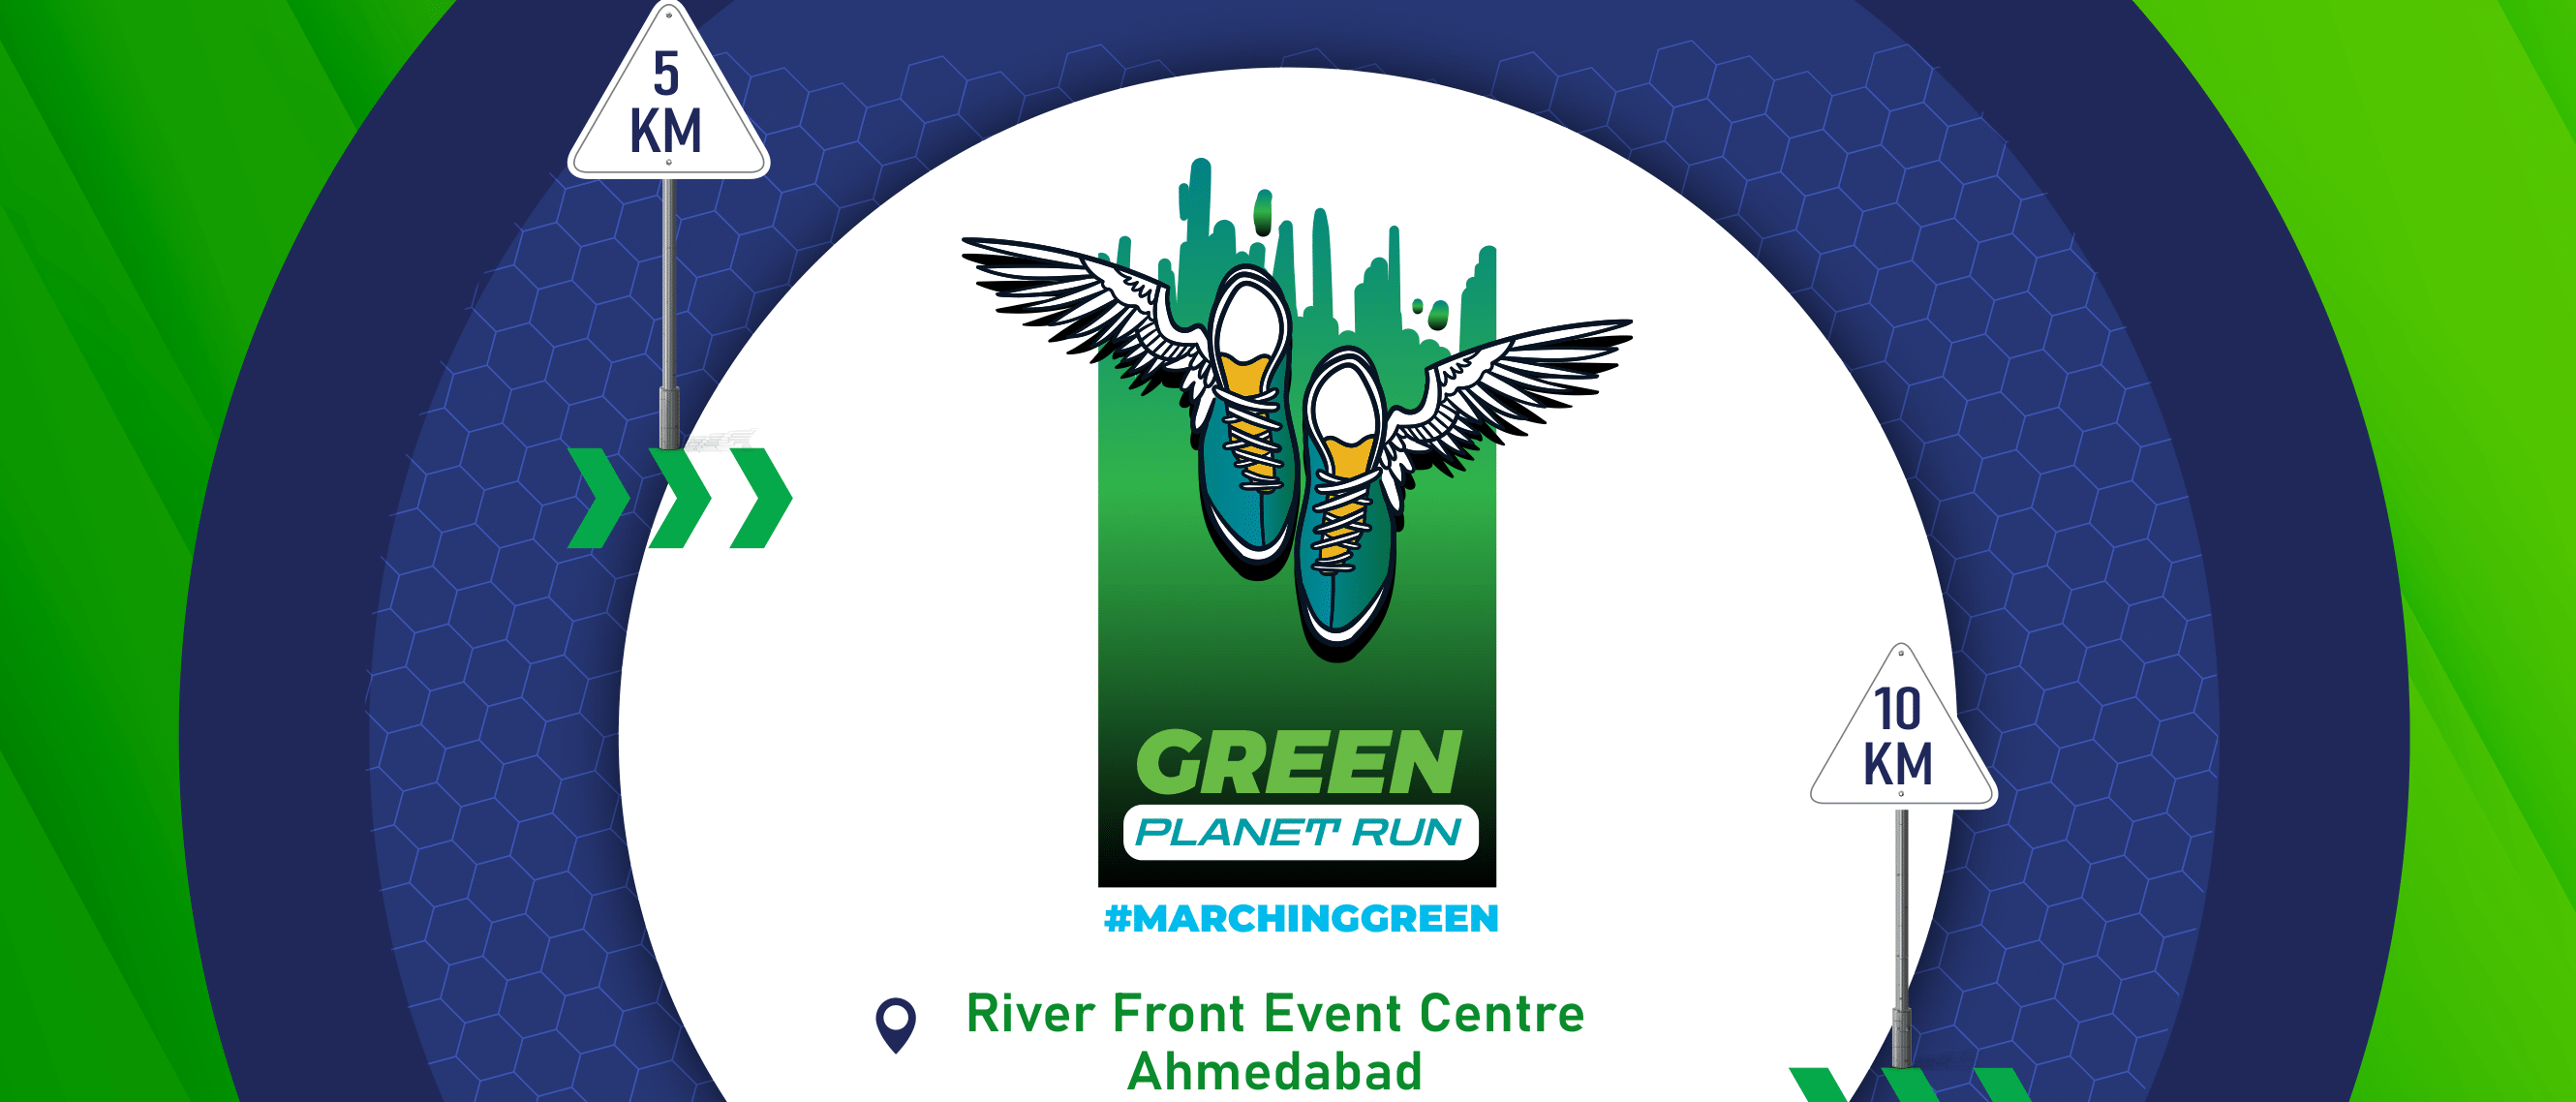 5
KM
GREEN
PLANET RUN
#MARCHINGGREEN
10
KM
River Front Event Centre
Ahmedabad